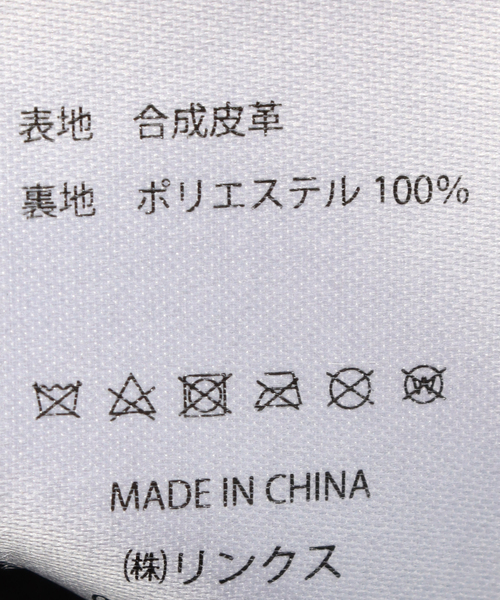 表地 合成皮革
裏地 ポリエステル 100%
W
MADE IN CHINA
(株)リンクス